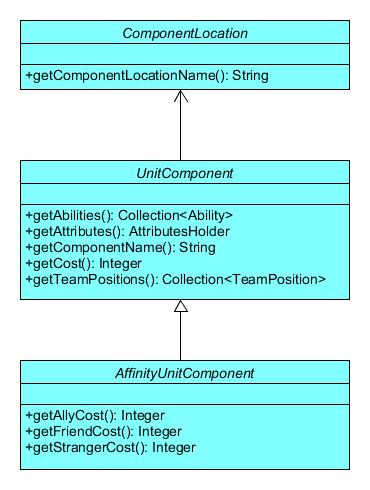 ComponentLocation
+getComponentLocationName(): String
UnitComponent
+getAbilities(): Collection<Ability>
+getAttributes(): AttributesHolder
+getComponentName(): String
+getCost(): Integer
+getTeamPositions(): Collection<TeamPosition>
AffinityUnitComponent
+getAllyCost(): Integer
+getFriendCost(): Integer
+getStrangerCost(): Integer